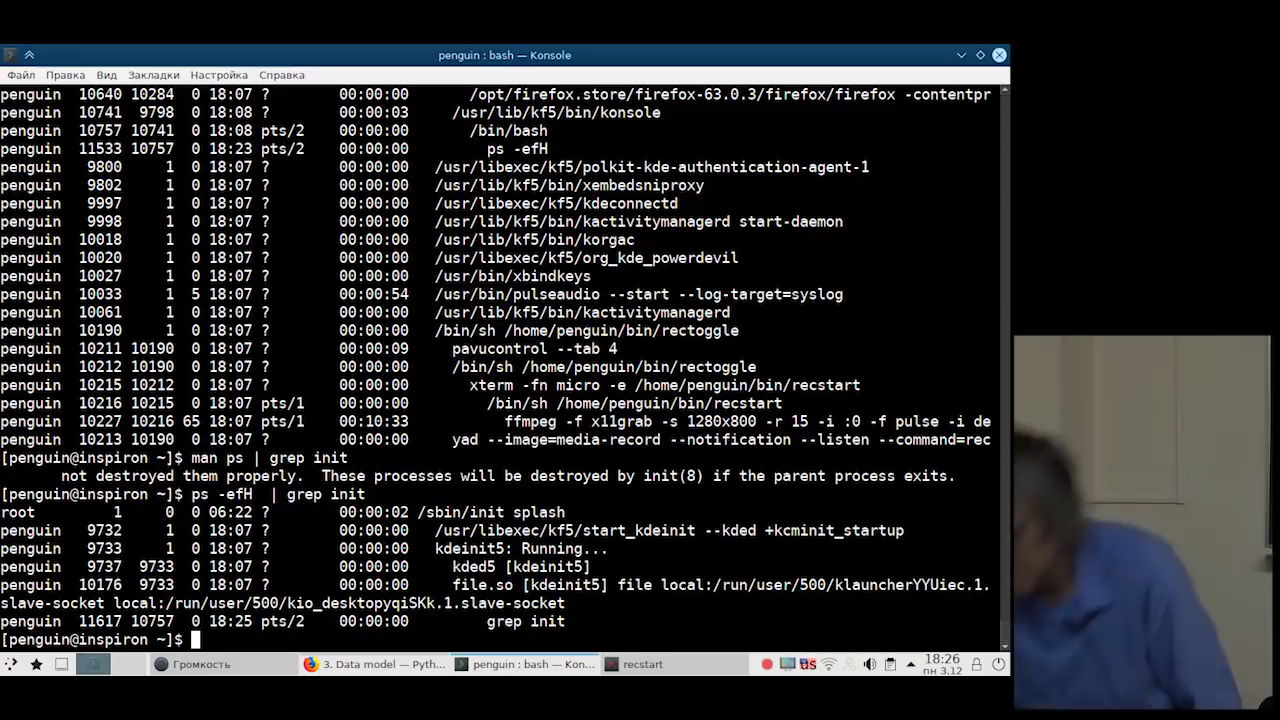 penguin : bash — Konsole
Файл Правка Вид Закладки Настройка Справка
penguin 10640 10284 0 18:07 ? 00:00:00 /opt/firefox.store/firefox-63.0.3/firefox/firefox -contentpr
penguin 10741 9798 0 18:08 ? 00:00:03 /usr/lib/kf5/bin/konsole
penguin 10757 10741 0 18:08 pts/2 00:00:00 /bin/bash
penguin 11533 10757 0 18:23 pts/2 00:00:00 ps -efH
penguin 9800 1 0 18:07 ? 00:00:00 /usr/libexec/kf5/polkit-kde-authentication-agent-1
penguin 9802 1 0 18:07 ? 00:00:00 /usr/lib/kf5/bin/xembedsniproxy
penguin 9997 1 0 18:07 ? 00:00:00 /usr/libexec/kf5/kdeconnectd
penguin 9998 1 0 18:07 ? 00:00:00 /usr/lib/kf5/bin/kactivitymanagerd start-daemon
penguin 10018 1 0 18:07 ? 00:00:00 /usr/lib/kf5/bin/korgac
penguin 10020 1 0 18:07 ? 00:00:00 /usr/libexec/kf5/org_kde_powerdevil
penguin 10027 1 0 18:07 ? 00:00:00 /usr/bin/xbindkeys
penguin 10033 1 5 18:07 ? 00:00:54 /usr/bin/pulseaudio --start --log-target=syslog
penguin 10061 1 0 18:07 ? 00:00:00 /usr/lib/kf5/bin/kactivitymanagerd
penguin 10190 1 0 18:07 ? 00:00:00 /bin/sh /home/penguin/bin/rectoggle
penguin 10211 10190 0 18:07 ? 00:00:09 pavucontrol --tab 4
penguin 10212 10190 0 18:07 ? 00:00:00 /bin/sh /home/penguin/bin/rectoggle
penguin 10215 10212 0 18:07 ? 00:00:00 xterm -fn micro -e /home/penguin/bin/recstart
penguin 10216 10215 0 18:07 pts/1 00:00:00 /bin/sh /home/penguin/bin/recstart
penguin 10227 10216 65 18:07 pts/1 00:10:33 ffmpeg -f x11grab -s 1280x800 -r 15 -i :0 -f pulse -i de
penguin 10213 10190 0 18:07 ? 00:00:00 yad --image=media-record --notification --listen --command=rec
[penguin@inspiron ~]$ man ps | grep init
not destroyed them properly. These processes will be destroyed by init(8) if the parent process exits.
[penguin@inspiron ~]$ ps -efH | grep init
root 1 0 0 06:22 ? 00:00:02 /sbin/init splash
penguin 9732 1 0 18:07 ? 00:00:00 /usr/libexec/kf5/start_kdeinit --kded +kcminit_startup
penguin 9733 1 0 18:07 ? 00:00:00 kdeinit5: Running...
penguin 9737 9733 0 18:07 ? 00:00:00 kded5 [kdeinit5]
penguin 10176 9733 0 18:07 ? 00:00:00 file.so [kdeinit5] file local:/run/user/500/klauncherYYUiec.1.
slave-socket local:/run/user/500/kio_desktopyqiSKk.1.slave-socket
penguin 11617 10757 0 18:25 pts/2 00:00:00 grep init
[penguin@inspiron ~]$
Громкость 3. Data model — Pyth... penguin : bash — Kon... recstart US 18:26
пн 3.12